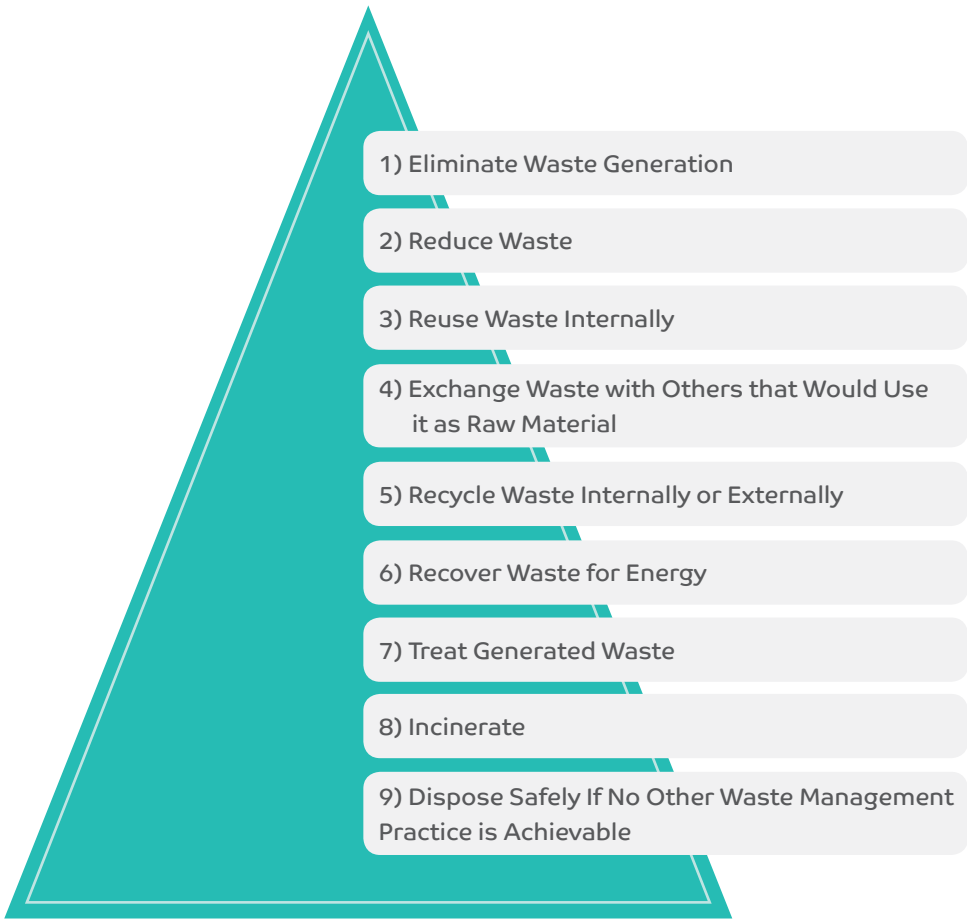 1) Eliminate Waste Generation
2) Reduce Waste
3) Reuse Waste Internally
4) Exchange Waste with Others that Would Use
it as Raw Material
5) Recycle Waste Internally or Externally
6) Recover Waste for Energy
7) Treat Generated Waste
8) Incinerate
9) Dispose Safely If No Other Waste Management
Practice is Achievable